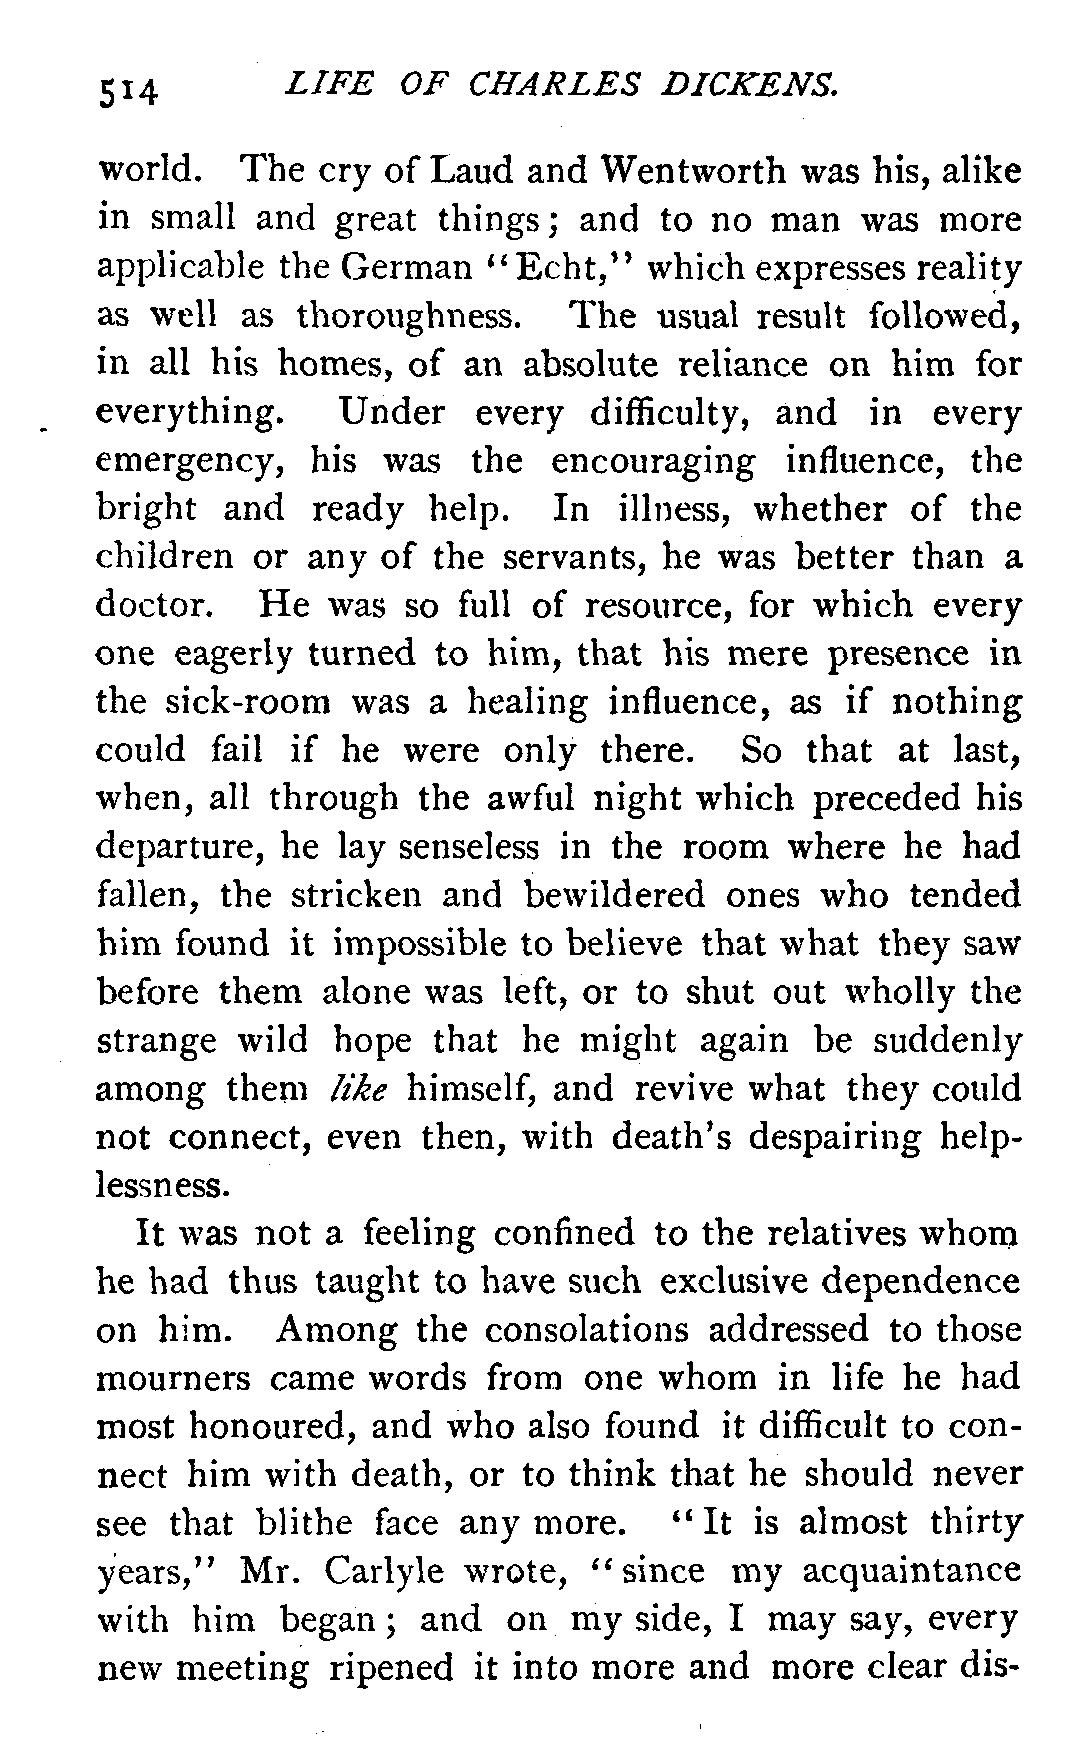 514 LIFE OF CHARLES DICKENS.
world. The cry of Laud and Wentworth was his, alike
in small and great things; and to no man was more
applicable the German "Echt," which expresses reality
as well as thoroughness. The usual result followed,
in all his homes, of an absolute reliance on him for
everything. Under every difficulty, and in every
emergency, his was the encouraging influence, the
bright and ready help. In illness, whether of the
children or any of the servants, he was better than a
doctor. He was so full of resource, for which every
one eagerly turned to him, that his mere presence in
the sick-room was a healing influence, as if nothing
could fail if he were only there. So that at last,
when, all through the awful night which preceded his
departure, he lay senseless in the room where he had
fallen, the stricken and bewildered ones who tended
him found it impossible to believe that what they saw
before them alone was left, or to shut out wholly the
strange wild hope that he might again be suddenly
among them like himself, and revive what they could
not connect, even then, with death's despairing help-
lessness.
It was not a feeling confined to the relatives whom
he had thus taught to have such exclusive dependence
on him. Among the consolations addressed to those
mourners came words from one whom in life he had
most honoured, and who also found it difficult to con-
nect him with death, or to think that he should never
see that blithe face any more. "It is almost thirty
years," Mr. Carlyle wrote, "since my acquaintance
with him began; and on my side, I may say, every
new meeting ripened it into more and more clear dis-